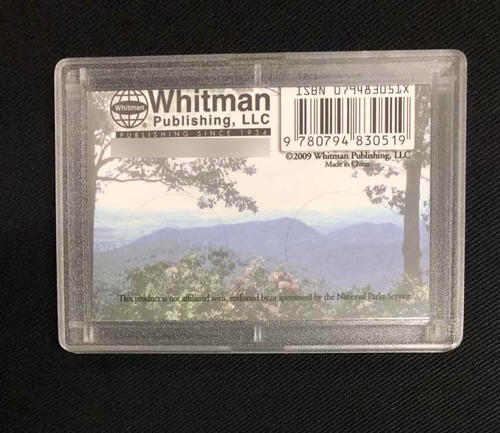 Whitman
Whitman
Publishing, LLC
PUBLISHING SINCE 1934
ISBN 079483051X
9 780794 830519
©2009 Whitman Publishing, LLC
Made in China
This product is not affiliated with, endorsed by, or sponsored by the National Parks Service.